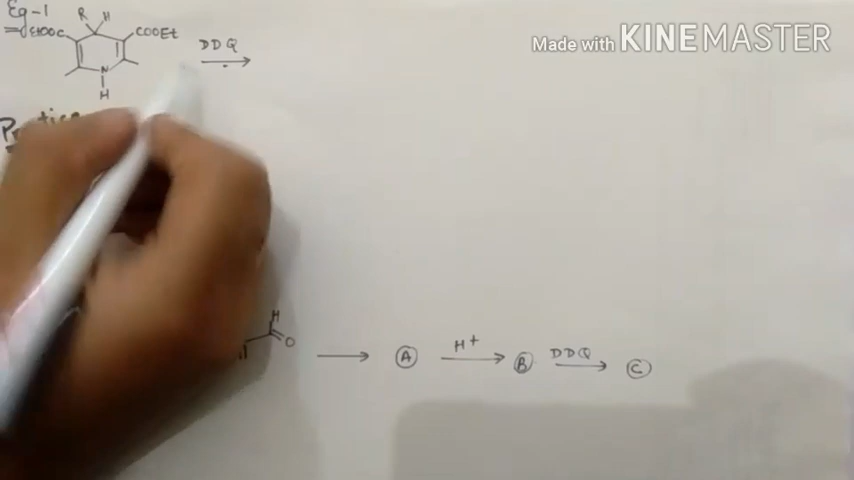 Eg-1
R H
EtOOC COOEt
DDQ
N
H
Made with KINEMASTER
H
O
A H+ B DDQ C